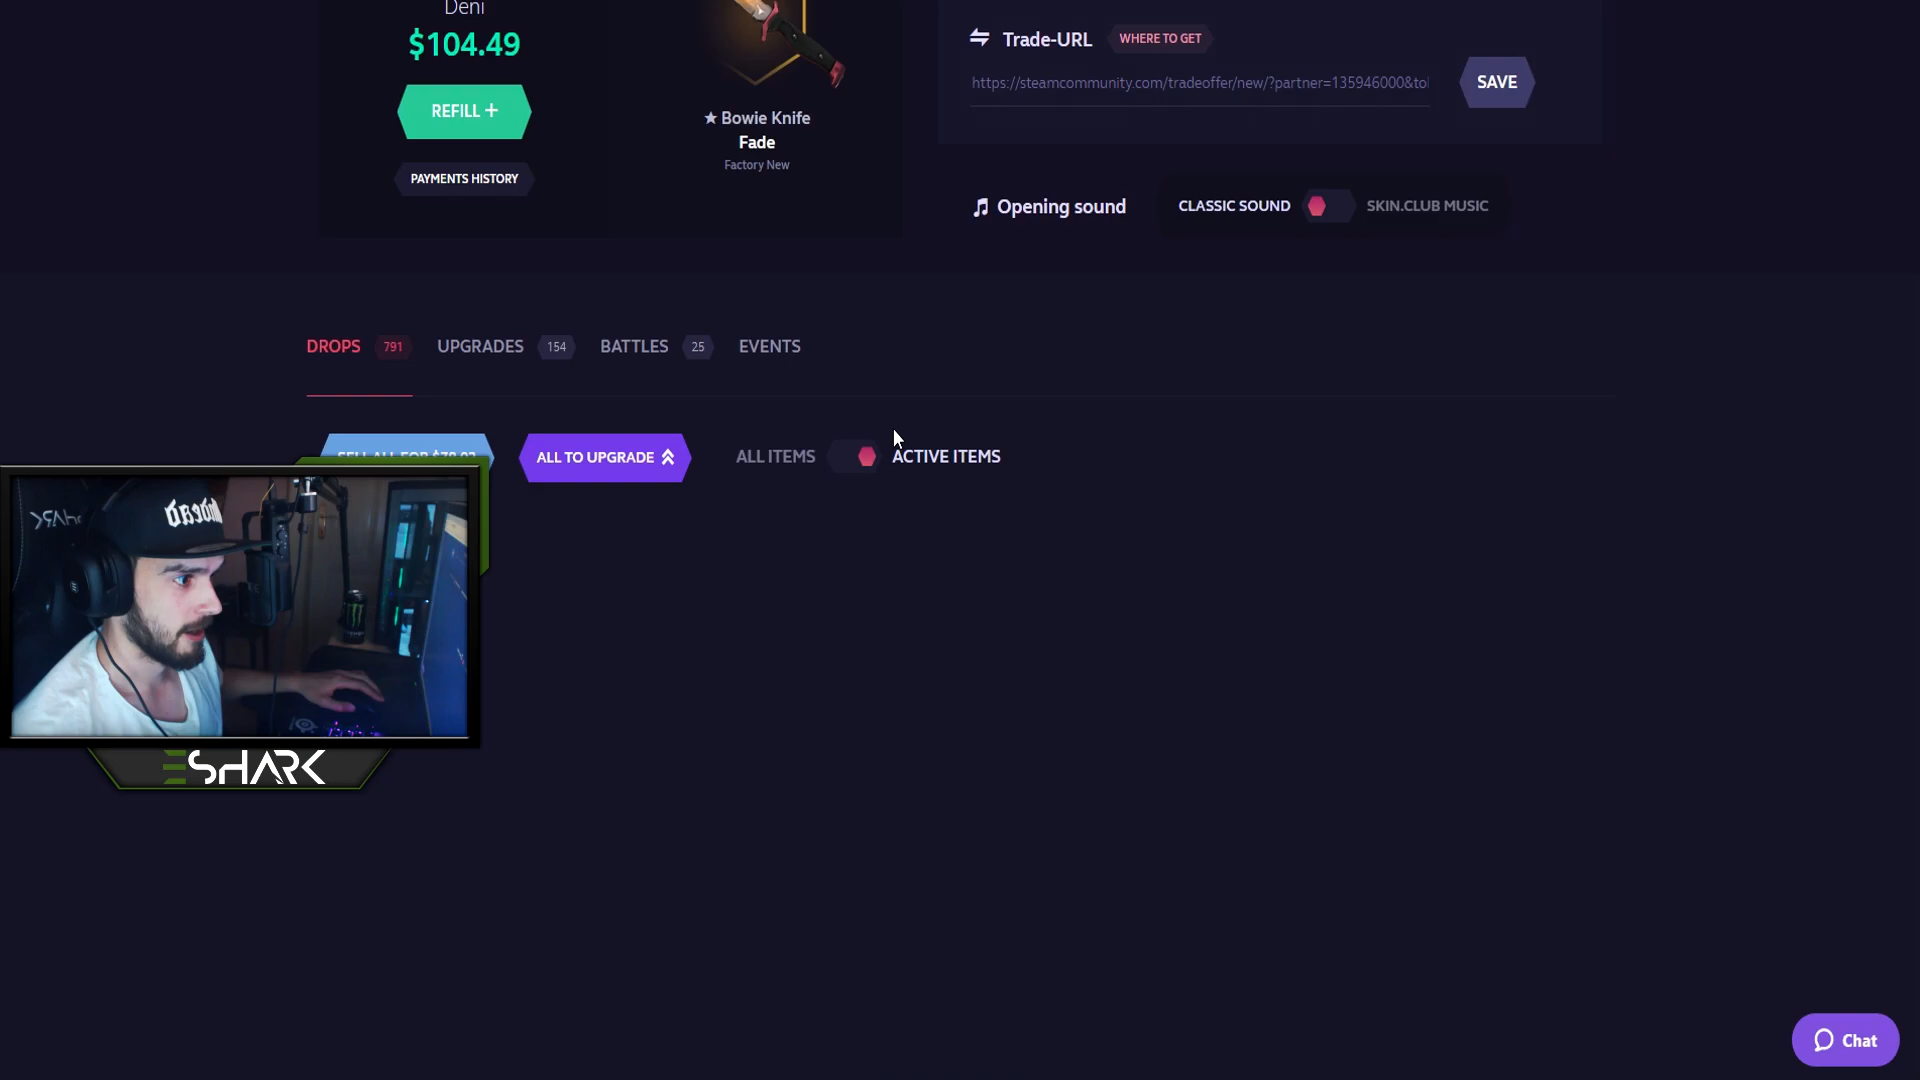 Deni
$104.49
REFILL +
PAYMENTS HISTORY
★ Bowie Knife
Fade
Factory New
Trade-URL
WHERE TO GET
https://steamcommunity.com/tradeoffer/new/?partner=135946000&to
SAVE
Opening sound
CLASSIC SOUND
SKIN.CLUB MUSIC
DROPS 791
UPGRADES 154
BATTLES 25
EVENTS
ALL TO UPGRADE
ALL ITEMS
ACTIVE ITEMS
ESHARK
Chat